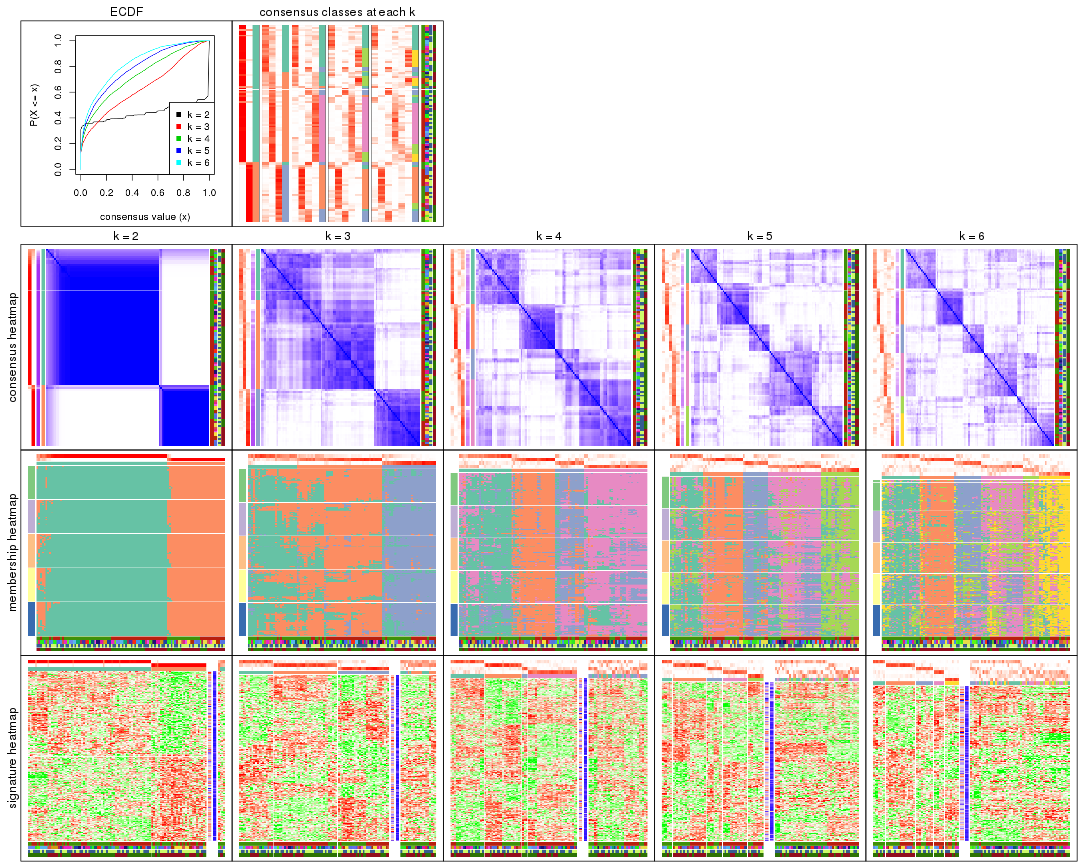 ECDF
consensus classes at each k
P(X <= x)
0.0
0.2
0.4
0.6
0.8
1.0
k = 2
k = 3
k = 4
k = 5
k = 6
0.0 0.2 0.4 0.6 0.8 1.0
consensus value (x)
k = 2 k = 3 k = 4 k = 5 k = 6
consensus heatmap
membership heatmap
signature heatmap